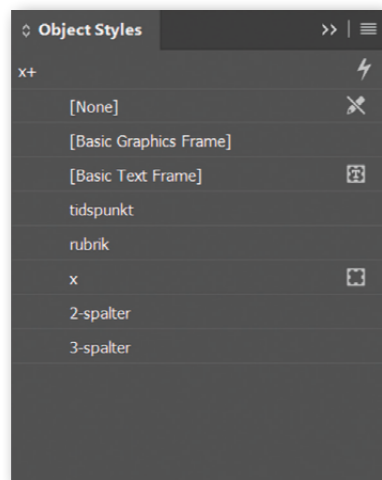 Object Styles
x+
[None]
[Basic Graphics Frame]
[Basic Text Frame]
tidspunkt
rubrik
x
2-spalter
3-spalter